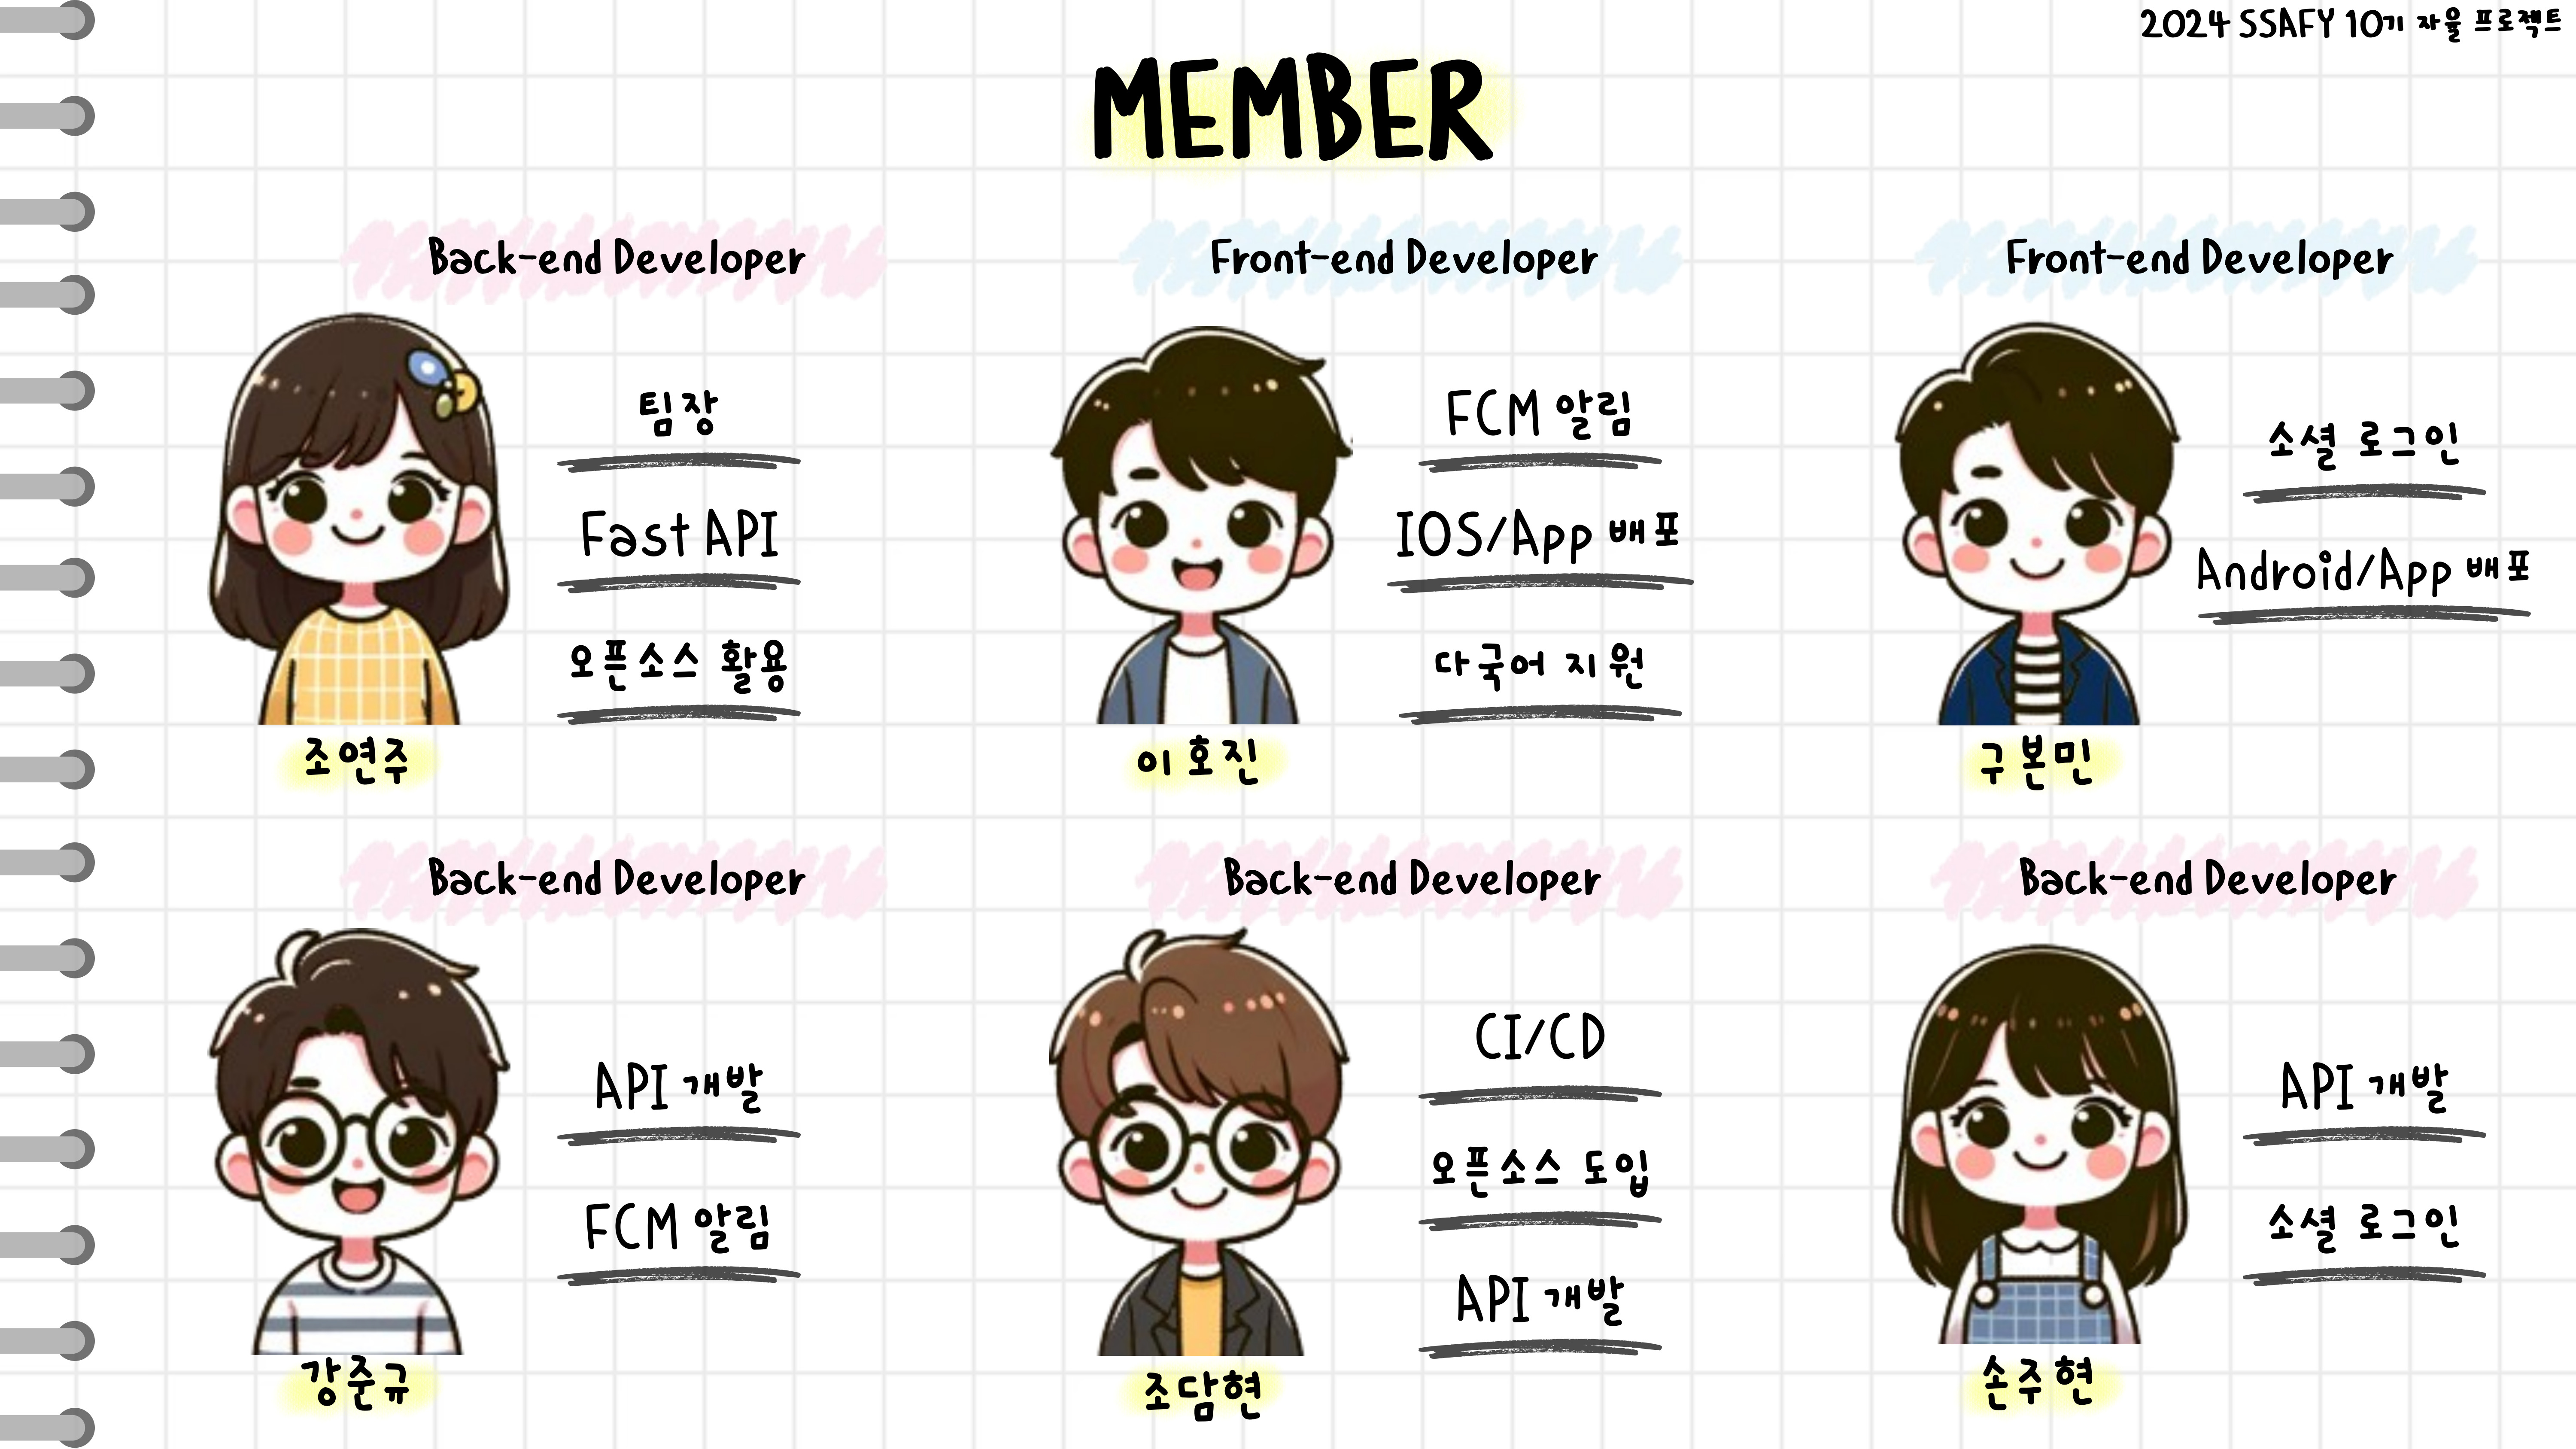 2024 SSAFY 10기 자율 프로젝트
MEMBER
Back-end Developer
팀장
Fast API
오픈소스 활용
조연주
Front-end Developer
FCM 알림
IOS/App 배포
다국어 지원
이호진
Front-end Developer
소셜 로그인
Android/App 배포
구본민
Back-end Developer
API 개발
FCM 알림
강준규
Back-end Developer
CI/CD
오픈소스 도입
API 개발
조담현
Back-end Developer
API 개발
소셜 로그인
손주현